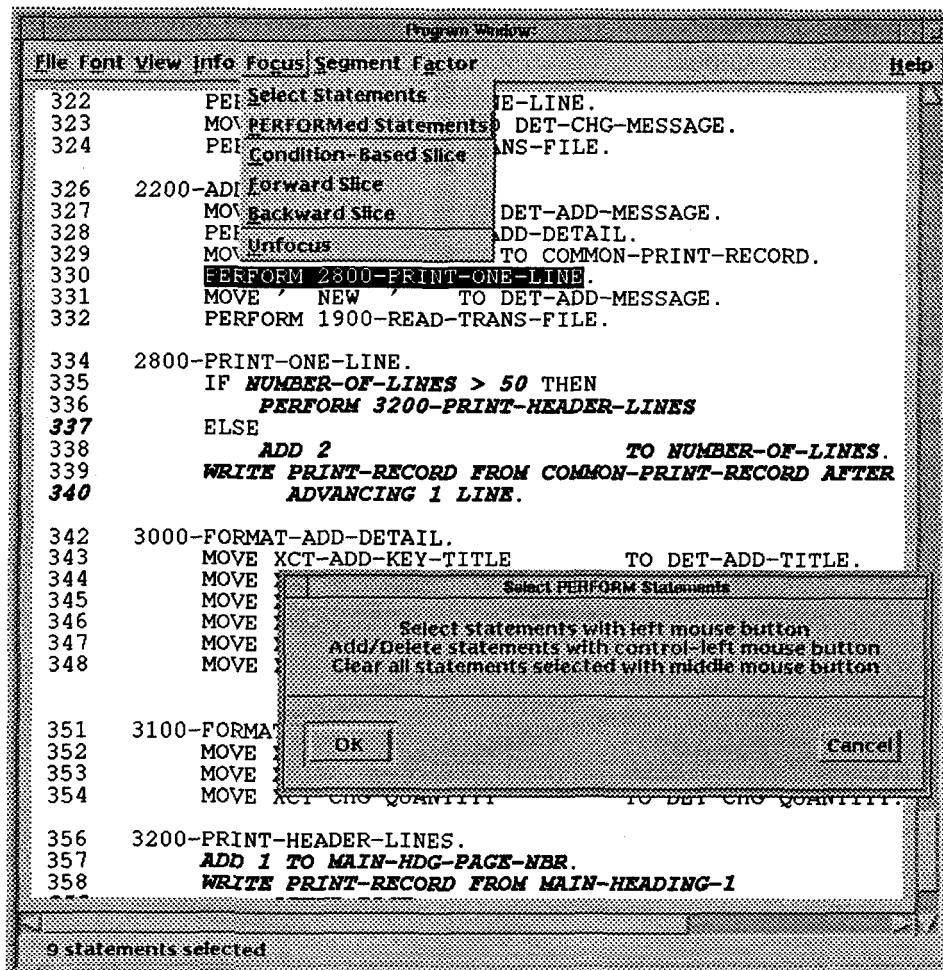 Program Window:
File Font View Info Focus Segment Factor Help
Select Statements
PERFORMed Statements
Condition-Based Slice
Forward Slice
Backward Slice
Unfocus
322 E-LINE.
323 DET-CHG-MESSAGE.
324 NS-FILE.
326 2200-ADD
327 DET-ADD-MESSAGE.
328 ADD-DETAIL.
329 MOV TO COMMON-PRINT-RECORD.
330 PERFORM 2800-PRINT-ONE-LINE.
331 MOVE ' NEW ' TO DET-ADD-MESSAGE.
332 PERFORM 1900-READ-TRANS-FILE.
334 2800-PRINT-ONE-LINE.
335 IF NUMBER-OF-LINES > 50 THEN
336 PERFORM 3200-PRINT-HEADER-LINES
337 ELSE
338 ADD 2 TO NUMBER-OF-LINES.
339 WRITE PRINT-RECORD FROM COMMON-PRINT-RECORD AFTER
340 ADVANCING 1 LINE.
342 3000-FORMAT-ADD-DETAIL.
343 MOVE XCT-ADD-KEY-TITLE TO DET-ADD-TITLE.
344 MOVE
345 MOVE
346 MOVE
347 MOVE
348 MOVE
Select PERFORM Statements
Select statements with left mouse button
Add/Delete statements with control-left mouse button
Clear all statements selected with middle mouse button
OK Cancel
351 3100-FORMAT
352 MOVE
353 MOVE
354 MOVE XCT-CHG-QUANTITY TO DET-CHG-QUANTITY.
356 3200-PRINT-HEADER-LINES.
357 ADD 1 TO MAIN-HDG-PAGE-NBR.
358 WRITE PRINT-RECORD FROM MAIN-HEADING-1
9 statements selected